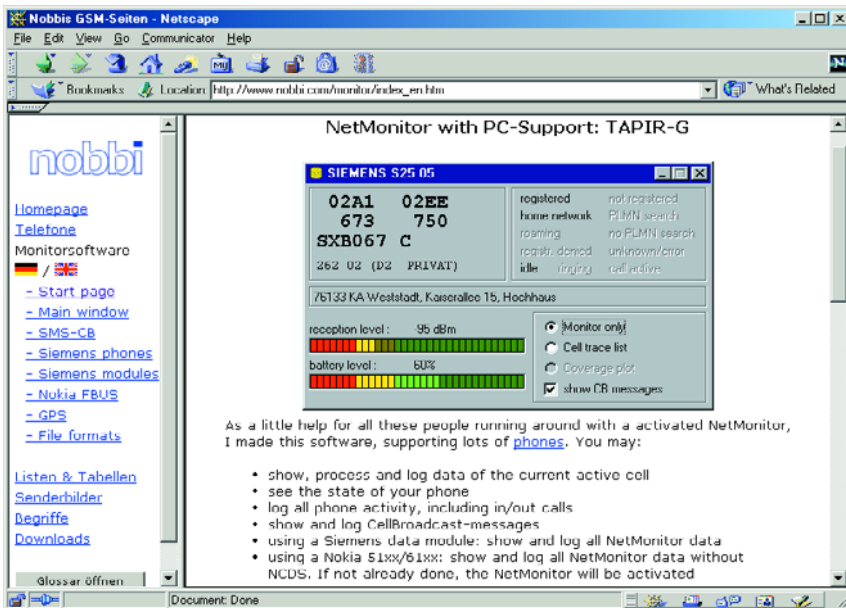 Nobbis GSM-Seiten - Netscape
File Edit View Go Communicator Help
Bookmarks Location: http://www.nobbi.com/monitor/index_en.htm What's Related
nobbi
Homepage
Telefone
Monitorsoftware
/
- Start page
- Main window
- SMS-CB
- Siemens phones
- Siemens modules
- Nokia FBUS
- GPS
- File formats
Listen & Tabellen
Senderbilder
Begriffe
Downloads
Glossar öffnen
NetMonitor with PC-Support: TAPIR-G
SIEMENS S25 05
02A1 02EE
673 750
SXB067 C
262 02 (D2 PRIVAT)
registered not registered
home network PLMN search
roaming no PLMN search
registr. denied unknown/error
idle ringing call active
76133 KA Weststadt, Kaiserallee 15, Hochhaus
reception level: -95 dBm
battery level: 60%
Monitor only
Cell trace list
Coverage plot
show CB messages
As a little help for all these people running around with a activated NetMonitor,
I made this software, supporting lots of phones. You may:
• show, process and log data of the current active cell
• see the state of your phone
• log all phone activity, including in/out calls
• show and log CellBroadcast-messages
• using a Siemens data module: show and log all NetMonitor data
• using a Nokia 51xx/61xx: show and log all NetMonitor data without
NCDS. If not already done, the NetMonitor will be activated
Document: Done